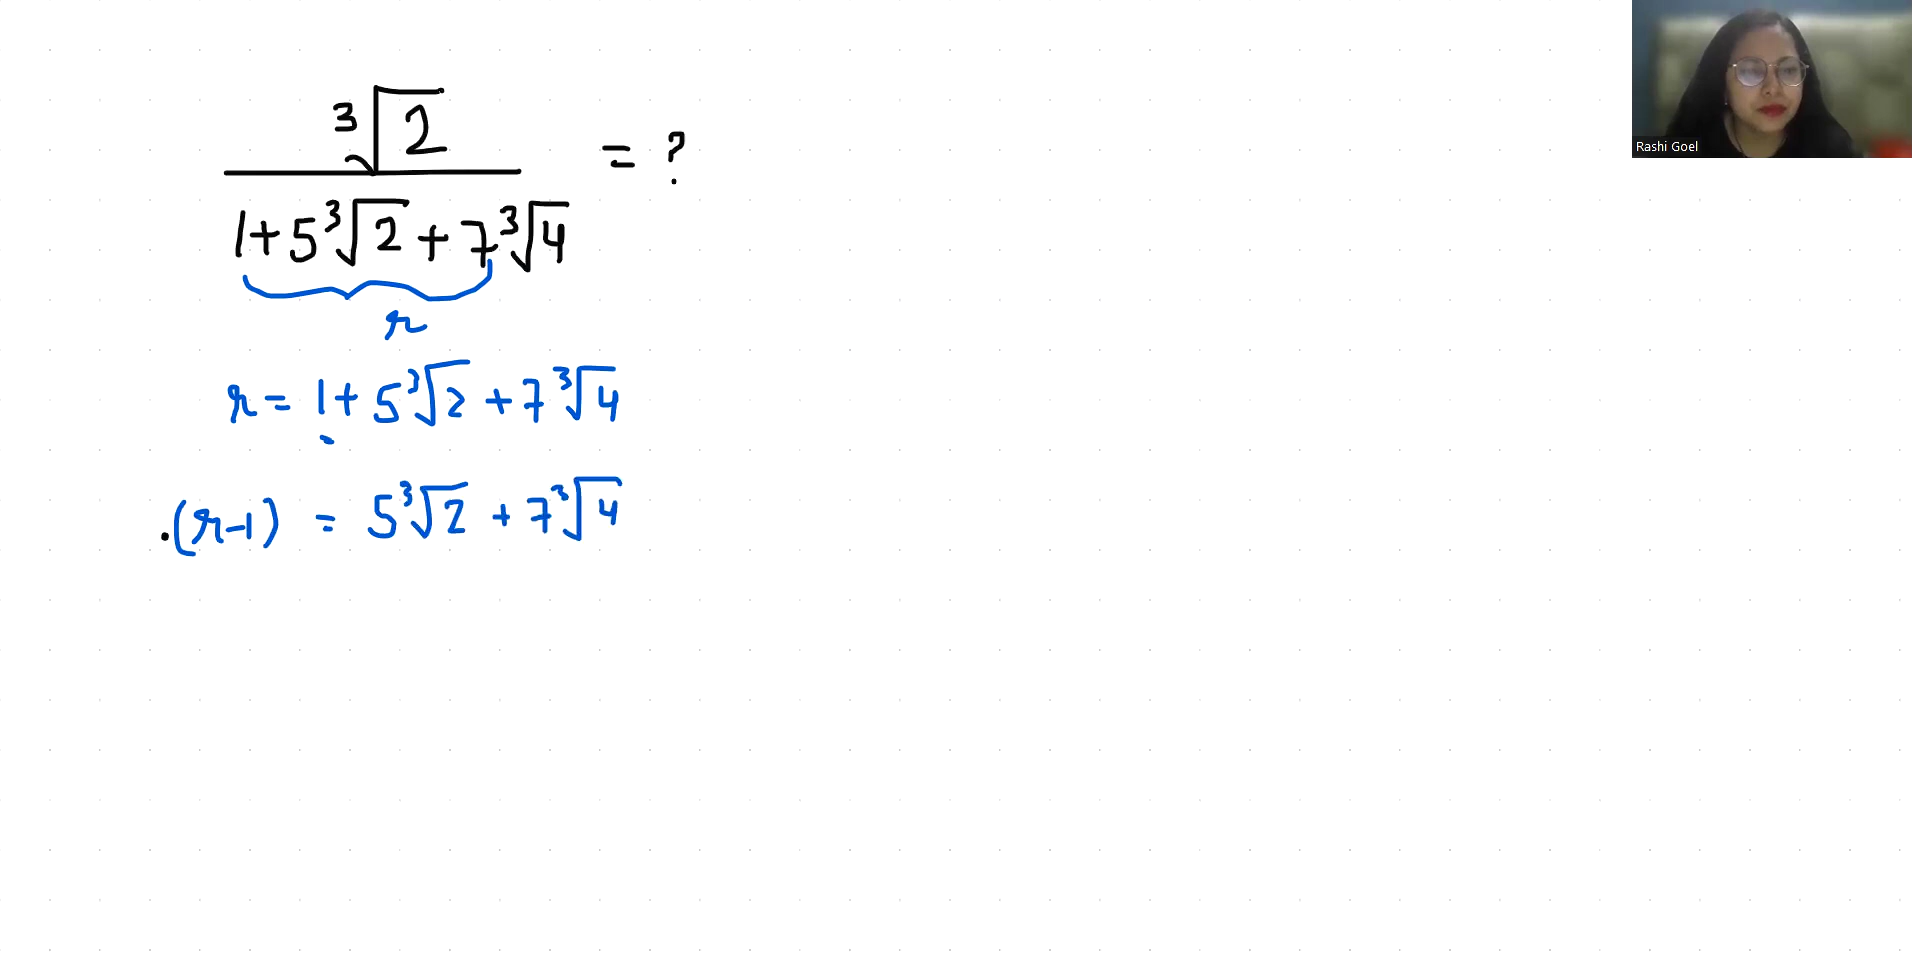 ∛2 / (1+5∛2+7∛4) = ?
r
r = 1+5∛2+7∛4
.(r-1) = 5∛2+7∛4
Rashi Goel